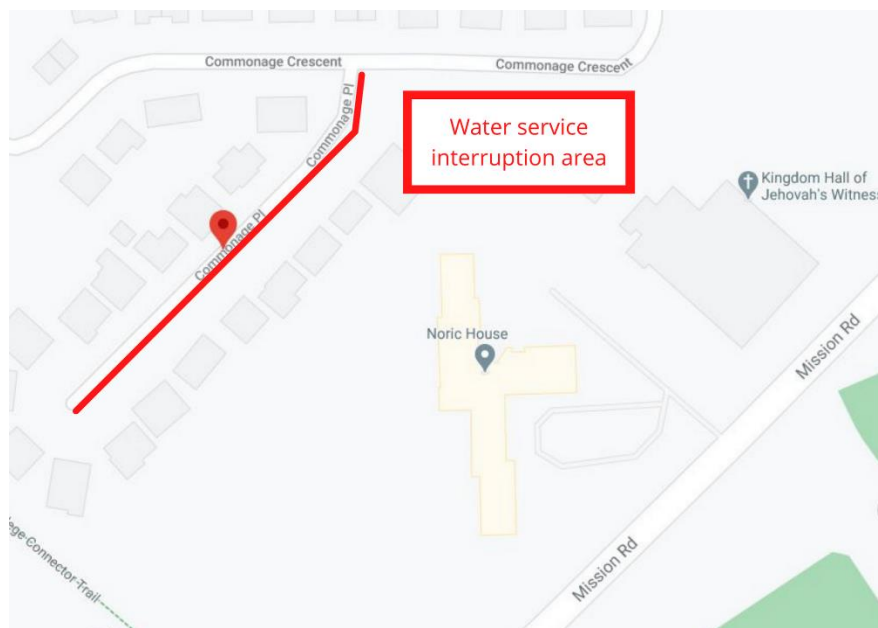 Commonage Crescent
Commonage Crescent
Commonage Pl
Water service
interruption area
Kingdom Hall of
Jehovah's Witness
Commonage Pl
Noric House
Mission Rd
Mission Rd
ege Connector Trail